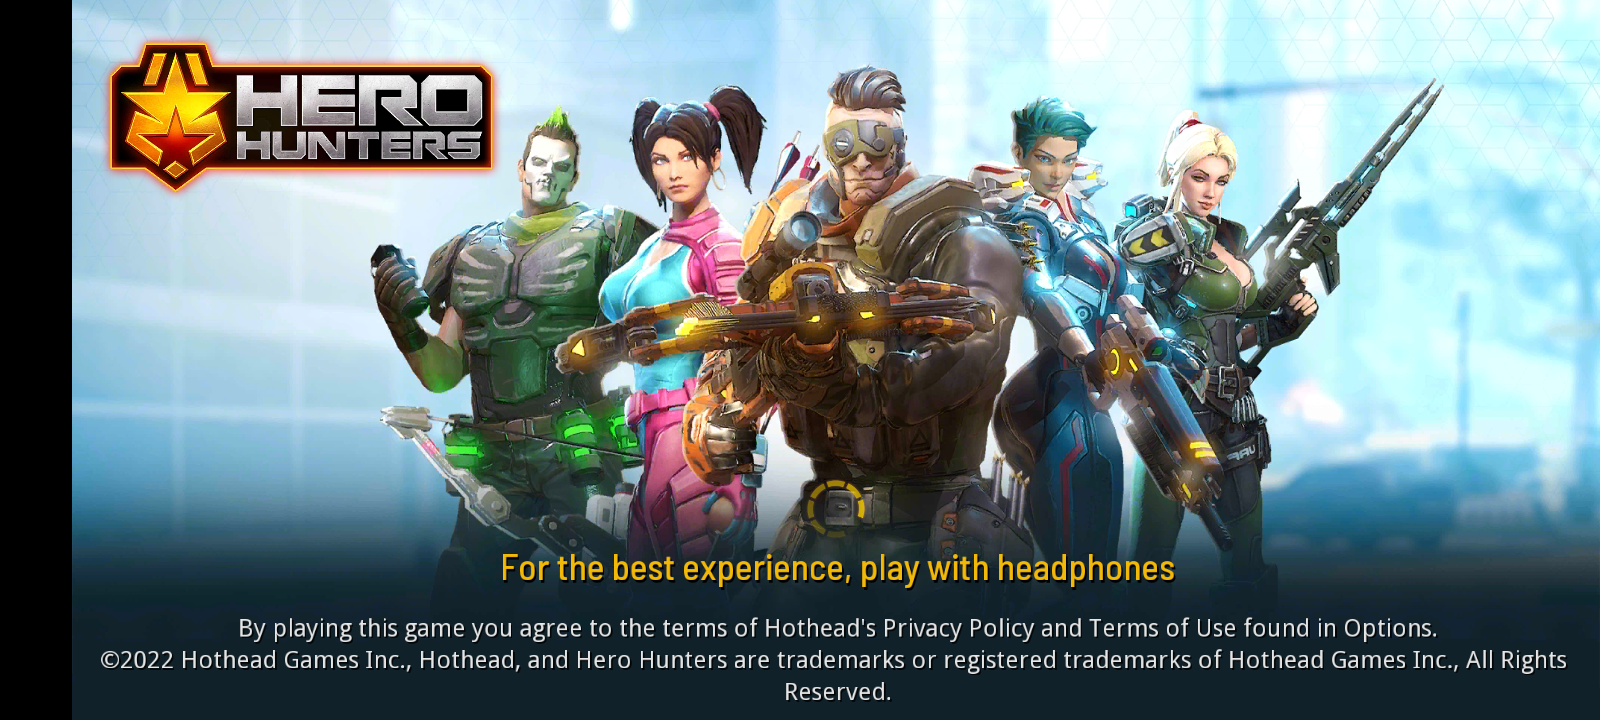 HERO
HUNTERS
For the best experience, play with headphones
By playing this game you agree to the terms of Hothead's Privacy Policy and Terms of Use found in Options.
©2022 Hothead Games Inc., Hothead, and Hero Hunters are trademarks or registered trademarks of Hothead Games Inc., All Rights
Reserved.